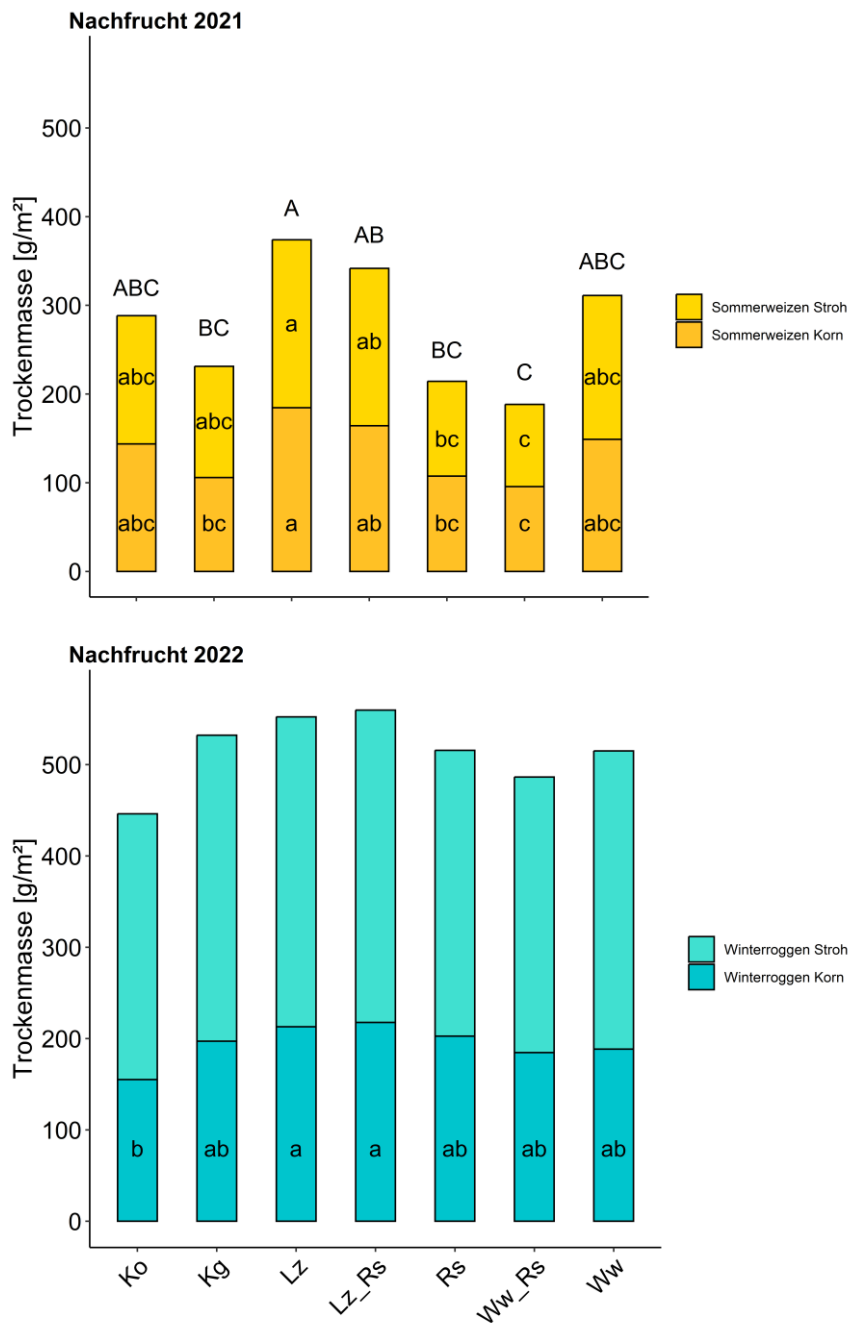 Nachfrucht 2021
Trockenmasse [g/m²]
500
400
300
200
100
0
ABC
BC
A
AB
BC
C
ABC
abc
abc
a
ab
bc
c
abc
abc
bc
a
ab
bc
c
abc
Sommerweizen Stroh
Sommerweizen Korn
Nachfrucht 2022
Trockenmasse [g/m²]
500
400
300
200
100
0
b
ab
a
a
ab
ab
ab
Winterroggen Stroh
Winterroggen Korn
Ko
Kg
Lz
Lz_Rs
Rs
Ww_Rs
Ww